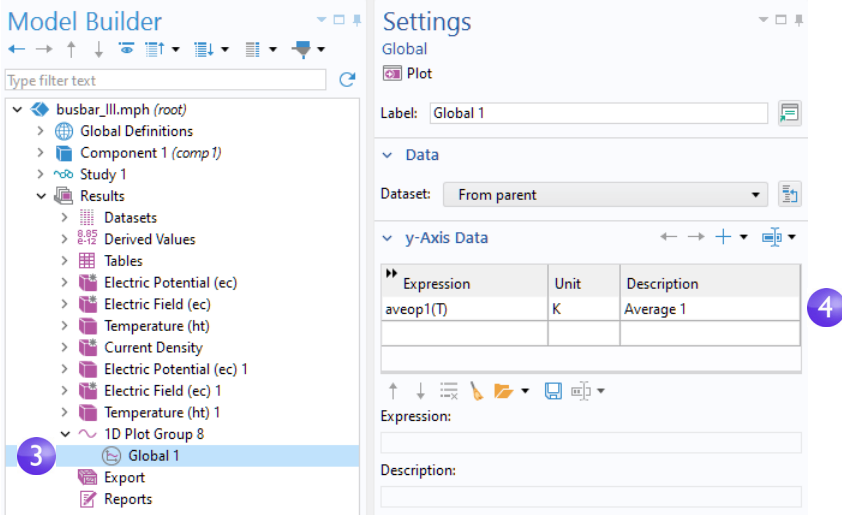 Model Builder
Type filter text
busbar_III.mph (root)
Global Definitions
Component 1 (comp1)
Study 1
Results
Datasets
8.85
e-12 Derived Values
Tables
Electric Potential (ec)
Electric Field (ec)
Temperature (ht)
Current Density
Electric Potential (ec) 1
Electric Field (ec) 1
Temperature (ht) 1
1D Plot Group 8
3 Global 1
Export
Reports
Settings
Global
Plot
Label: Global 1
Data
Dataset: From parent
y-Axis Data
Expression Unit Description
aveop1(T) K Average 1
4
Expression:
Description: